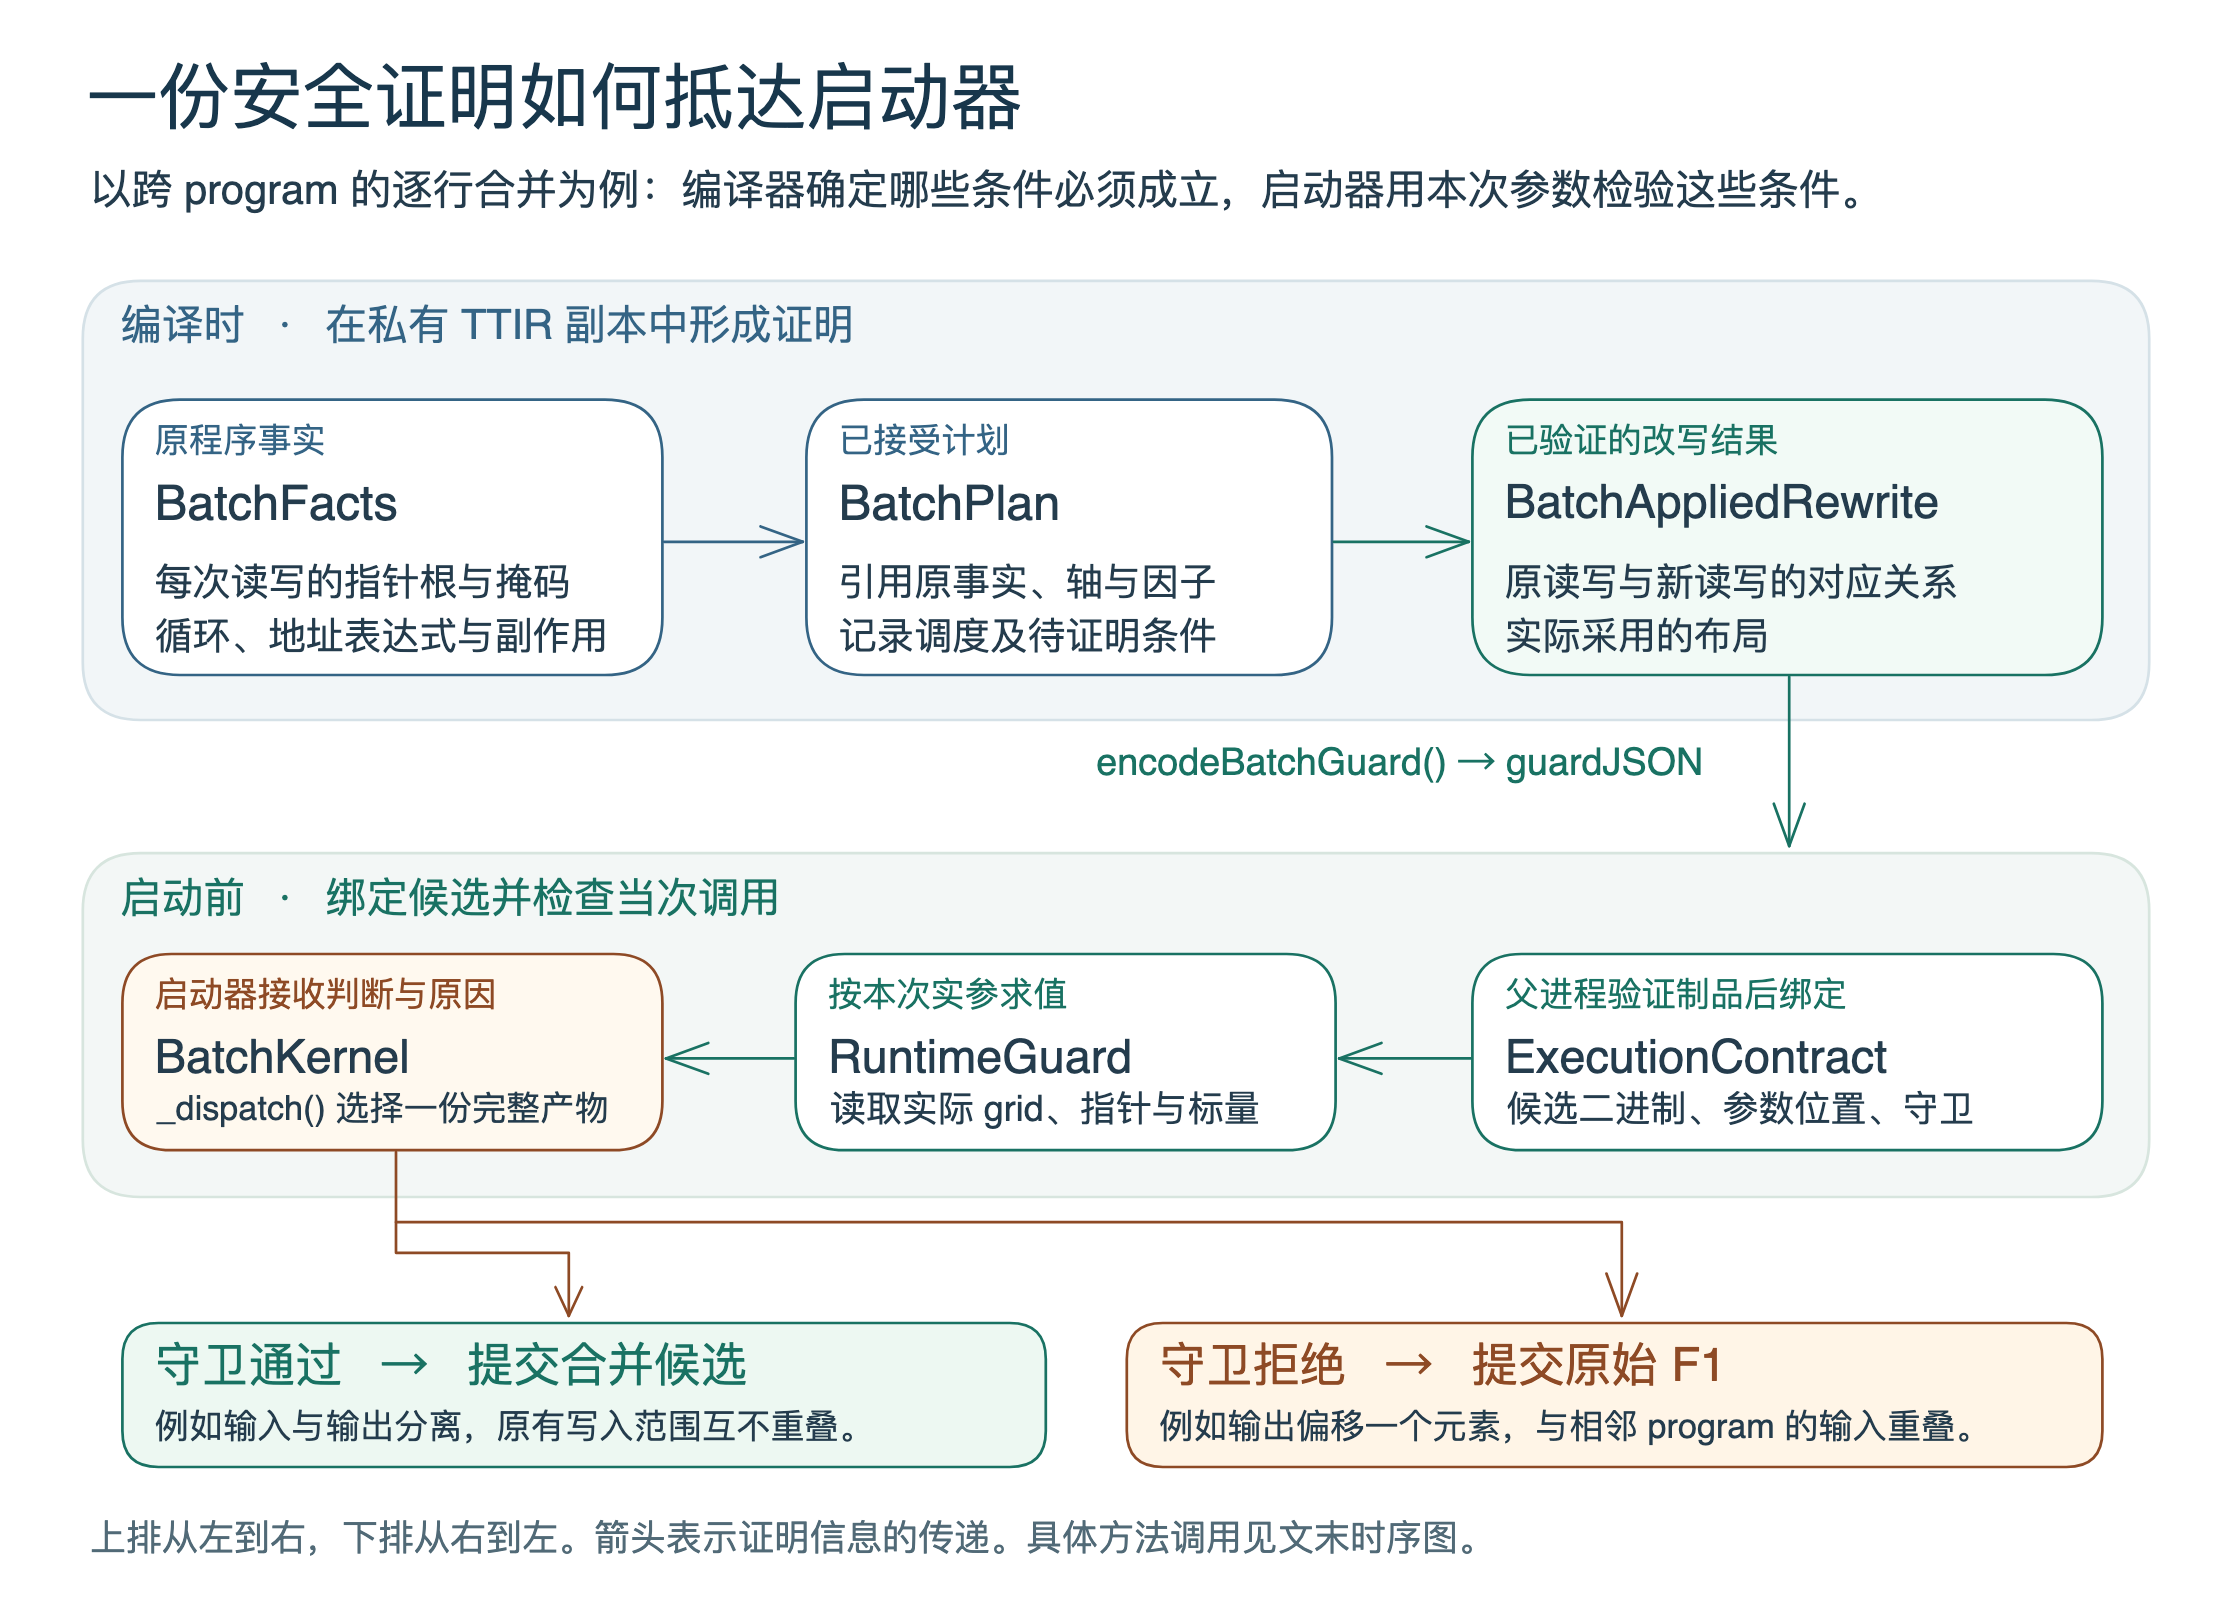 一份安全证明如何抵达启动器
以跨 program 的逐行合并为例：编译器确定哪些条件必须成立，启动器用本次参数检验这些条件。
编译时 · 在私有 TTIR 副本中形成证明
原程序事实
BatchFacts
每次读写的指针根与掩码
循环、地址表达式与副作用
已接受计划
BatchPlan
引用原事实、轴与因子
记录调度及待证明条件
已验证的改写结果
BatchAppliedRewrite
原读写与新读写的对应关系
实际采用的布局
encodeBatchGuard() → guardJSON
启动前 · 绑定候选并检查当次调用
启动器接收判断与原因
BatchKernel
_dispatch() 选择一份完整产物
按本次实参求值
RuntimeGuard
读取实际 grid、指针与标量
父进程验证制品后绑定
ExecutionContract
候选二进制、参数位置、守卫
守卫通过 → 提交合并候选
例如输入与输出分离，原有写入范围互不重叠。
守卫拒绝 → 提交原始 F1
例如输出偏移一个元素，与相邻 program 的输入重叠。
上排从左到右，下排从右到左。箭头表示证明信息的传递。具体方法调用见文末时序图。